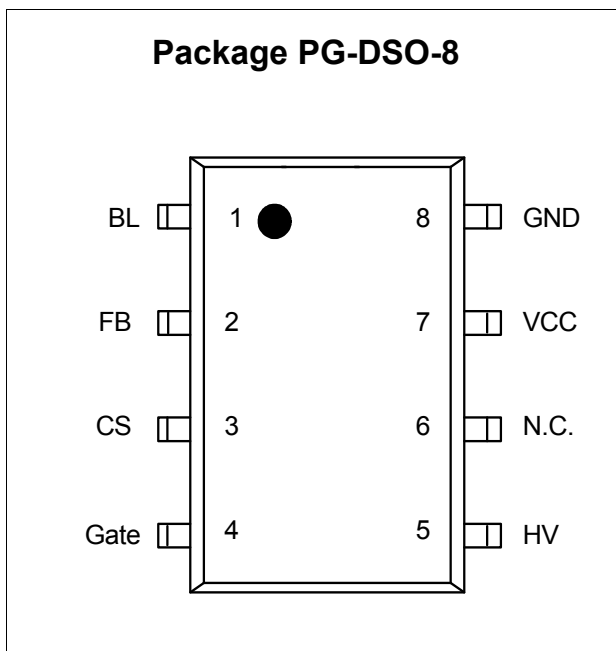 Package PG-DSO-8
BL 1 8 GND
FB 2 7 VCC
CS 3 6 N.C.
Gate 4 5 HV